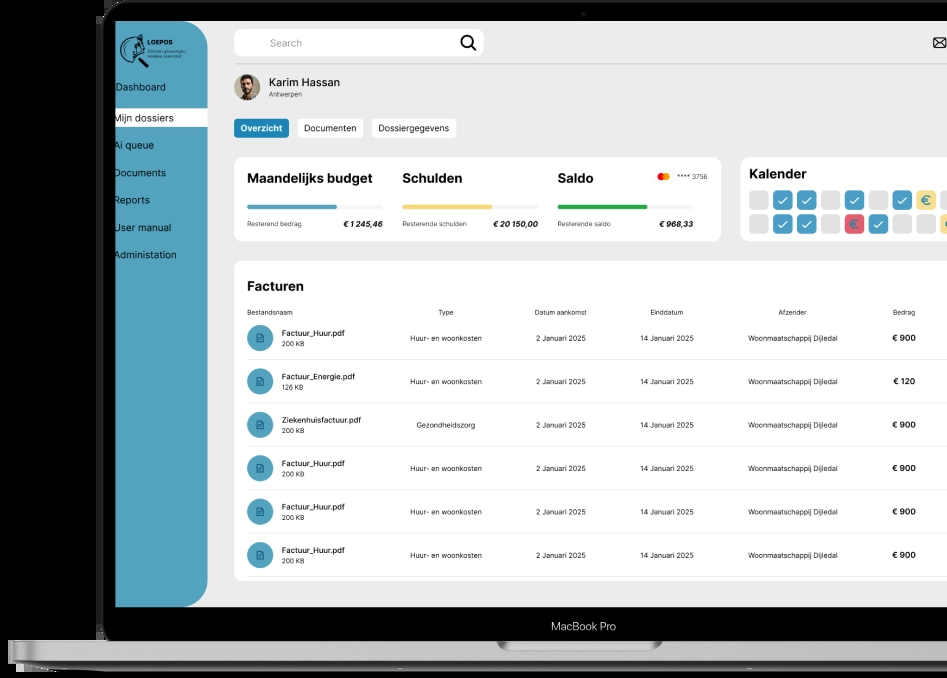 LOEPOS
Search
Karim Hassan
Antwerpen
Dashboard
Mijn dossiers
Ai queue
Documents
Reports
User manual
Administation
Overzicht
Documenten
Dossiergegevens
Maandelijks budget
Resterend bedrag
€ 1 245,46
Schulden
Resterende schulden
€ 20 150,00
Saldo
**** 3756
Resterende saldo
€ 968,33
Kalender
€
€
Facturen
Bestandsnaam Type Datum aankomst Einddatum Afzender Bedrag
Factuur_Huur.pdf
200 KB
Huur- en woonkosten 2 Januari 2025 14 Januari 2025 Woonmaatschappij Dijledal € 900
Factuur_Energie.pdf
126 KB
Huur- en woonkosten 2 Januari 2025 14 Januari 2025 Woonmaatschappij Dijledal € 120
Ziekenhuisfactuur.pdf
200 KB
Gezondheidszorg 2 Januari 2025 14 Januari 2025 Woonmaatschappij Dijledal € 900
Factuur_Huur.pdf
200 KB
Huur- en woonkosten 2 Januari 2025 14 Januari 2025 Woonmaatschappij Dijledal € 900
Factuur_Huur.pdf
200 KB
Huur- en woonkosten 2 Januari 2025 14 Januari 2025 Woonmaatschappij Dijledal € 900
Factuur_Huur.pdf
200 KB
Huur- en woonkosten 2 Januari 2025 14 Januari 2025 Woonmaatschappij Dijledal € 900
MacBook Pro